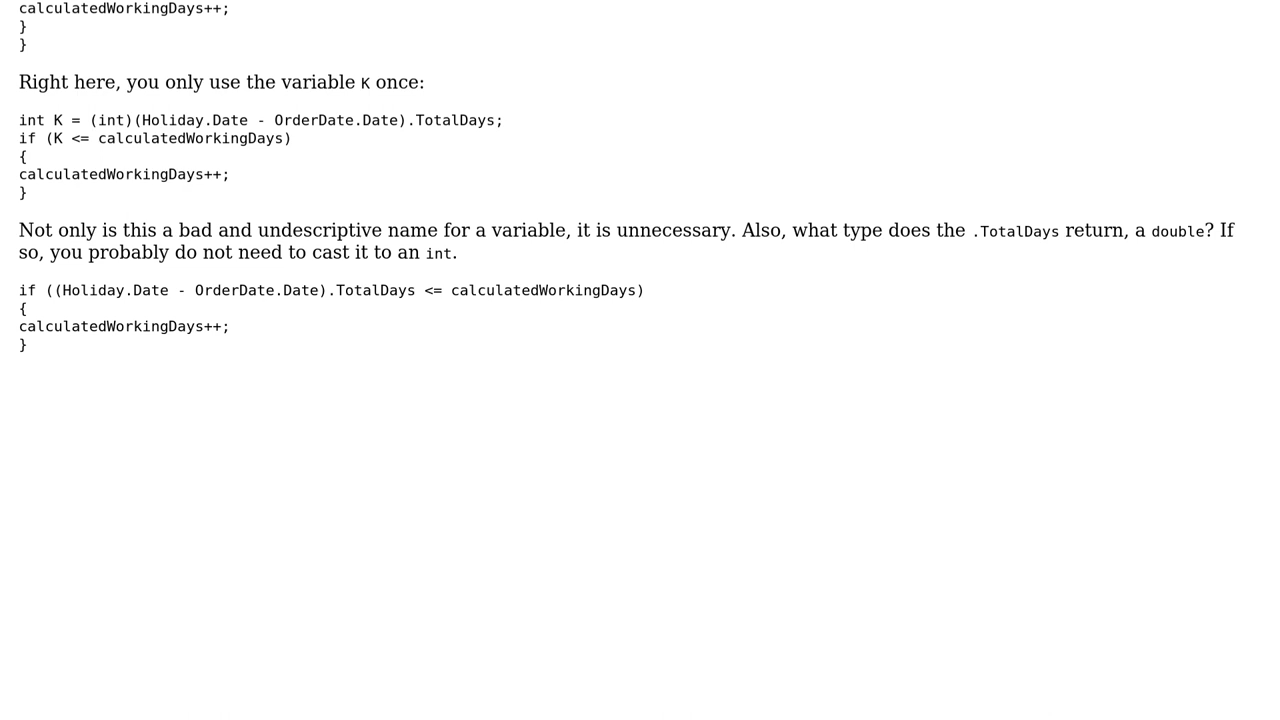 calculatedWorkingDays++;
}
}
Right here, you only use the variable K once:
int K = (int)(Holiday.Date - OrderDate.Date).TotalDays;
if (K <= calculatedWorkingDays)
{
calculatedWorkingDays++;
}
Not only is this a bad and undescriptive name for a variable, it is unnecessary. Also, what type does the .TotalDays return, a double? If
so, you probably do not need to cast it to an int.
if ((Holiday.Date - OrderDate.Date).TotalDays <= calculatedWorkingDays)
{
calculatedWorkingDays++;
}